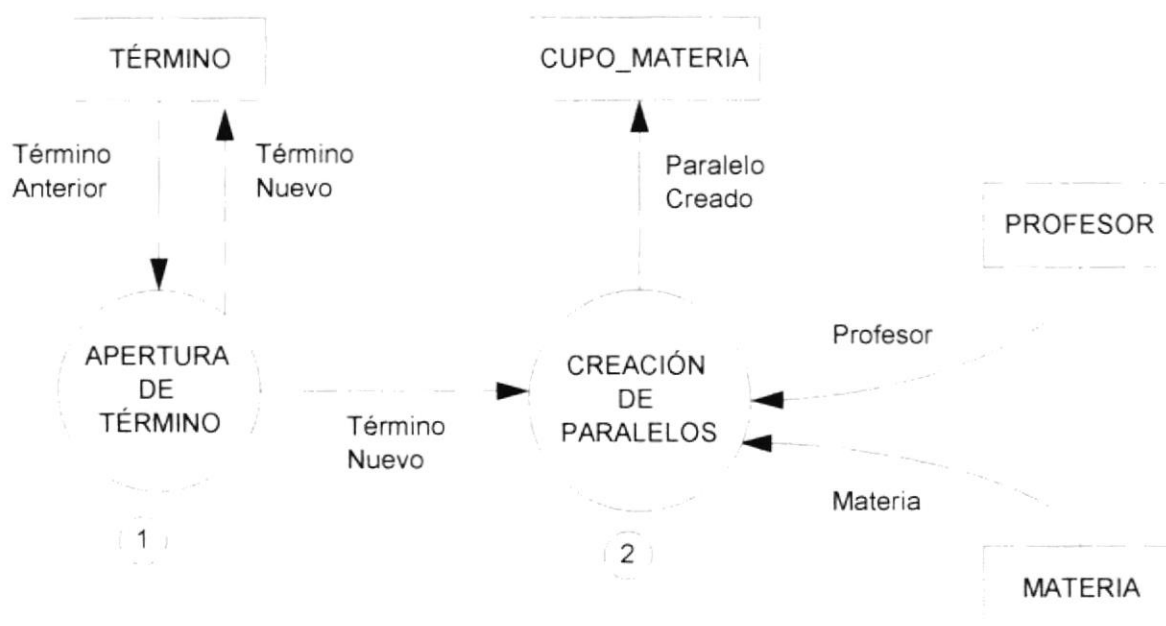 TÉRMINO
CUPO_MATERIA
Término
Anterior
Término
Nuevo
Paralelo
Creado
PROFESOR
APERTURA
DE
TÉRMINO
Término
Nuevo
CREACIÓN
DE
PARALELOS
Profesor
Materia
1
2
MATERIA